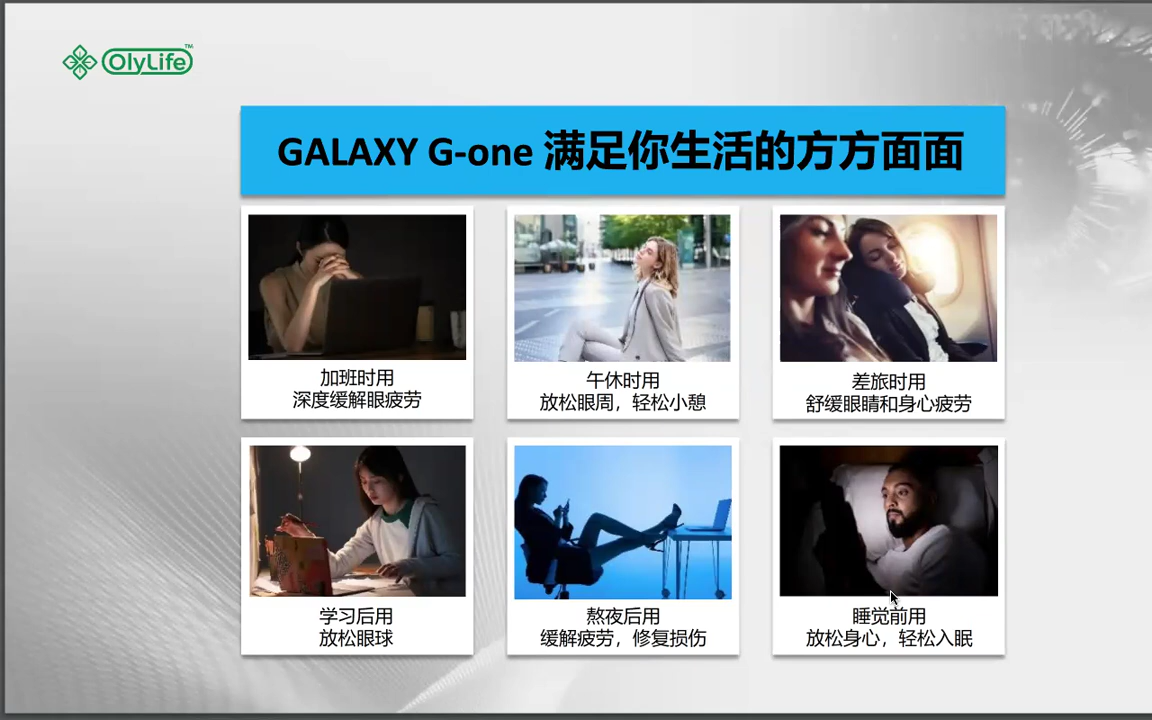 OlyLife™
GALAXY G-one 满足你生活的方方面面
加班时用
深度缓解眼疲劳
午休时用
放松眼周，轻松小憩
差旅时用
舒缓眼睛和身心疲劳
学习后用
放松眼球
熬夜后用
缓解疲劳，修复损伤
睡觉前用
放松身心，轻松入眠